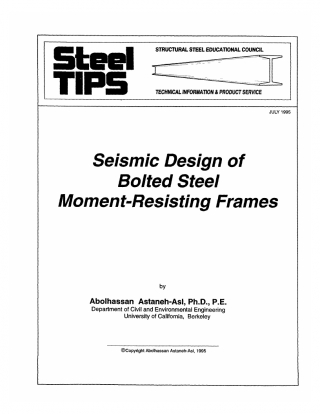 Steel
TIPS
STRUCTURAL STEEL EDUCATIONAL COUNCIL
TECHNICAL INFORMATION & PRODUCT SERVICE
JULY 1995
Seismic Design of
Bolted Steel
Moment-Resisting Frames
by
Abolhassan Astaneh-Asl, Ph.D., P.E.
Department of Civil and Environmental Engineering
University of California, Berkeley
©Copyright Abolhassan Astaneh-Asl, 1995